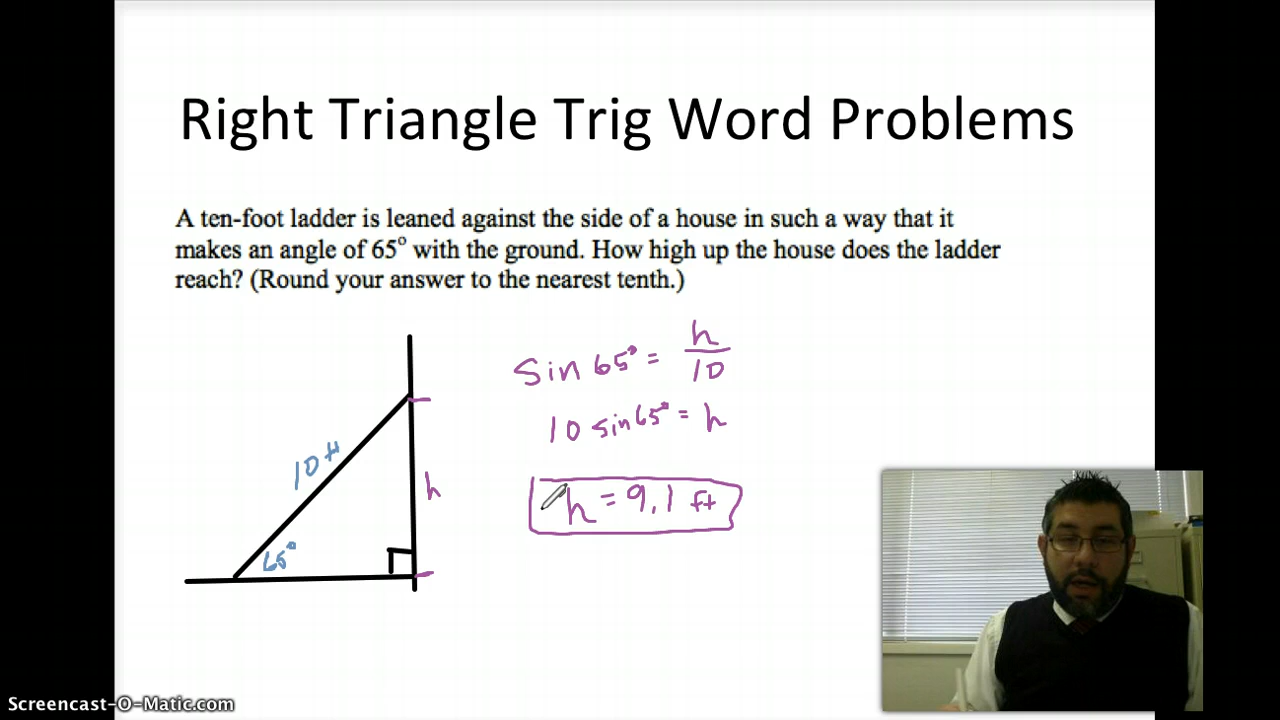 Right Triangle Trig Word Problems
A ten-foot ladder is leaned against the side of a house in such a way that it
makes an angle of 65° with the ground. How high up the house does the ladder
reach? (Round your answer to the nearest tenth.)
sin 65° = h/10
10 sin 65° = h
h = 9.1 ft
10 ft
h
65°
Screencast-O-Matic.com